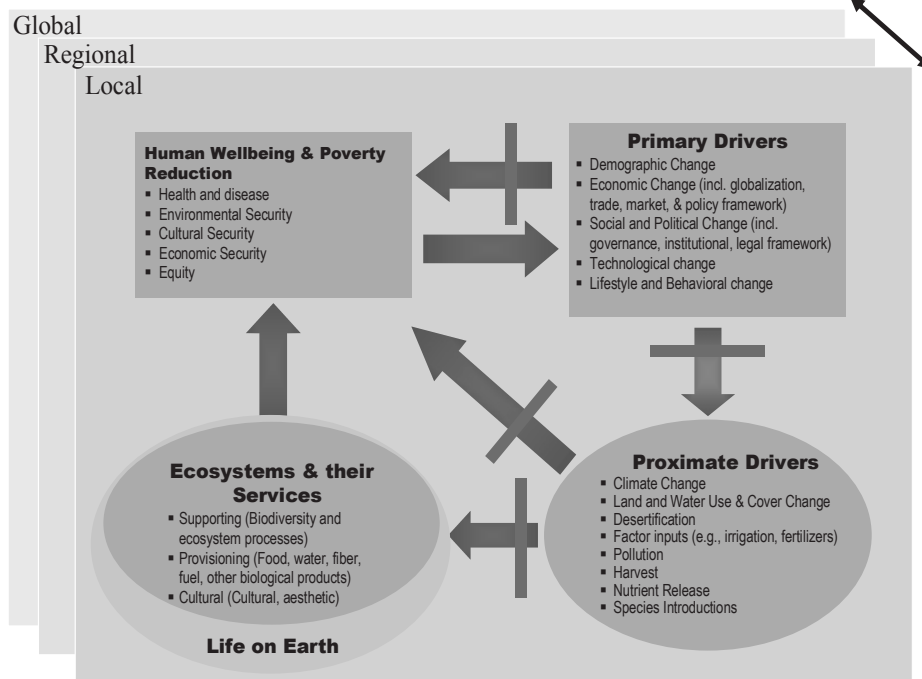 Global
Regional
Local
Human Wellbeing & Poverty
Reduction
▪ Health and disease
▪ Environmental Security
▪ Cultural Security
▪ Economic Security
▪ Equity
Primary Drivers
▪ Demographic Change
▪ Economic Change (incl. globalization,
trade, market, & policy framework)
▪ Social and Political Change (incl.
governance, institutional, legal framework)
▪ Technological change
▪ Lifestyle and Behavioral change
Ecosystems & their
Services
▪ Supporting (Biodiversity and
ecosystem processes)
▪ Provisioning (Food, water, fiber,
fuel, other biological products)
▪ Cultural (Cultural, aesthetic)
Life on Earth
Proximate Drivers
▪ Climate Change
▪ Land and Water Use & Cover Change
▪ Desertification
▪ Factor inputs (e.g., irrigation, fertilizers)
▪ Pollution
▪ Harvest
▪ Nutrient Release
▪ Species Introductions